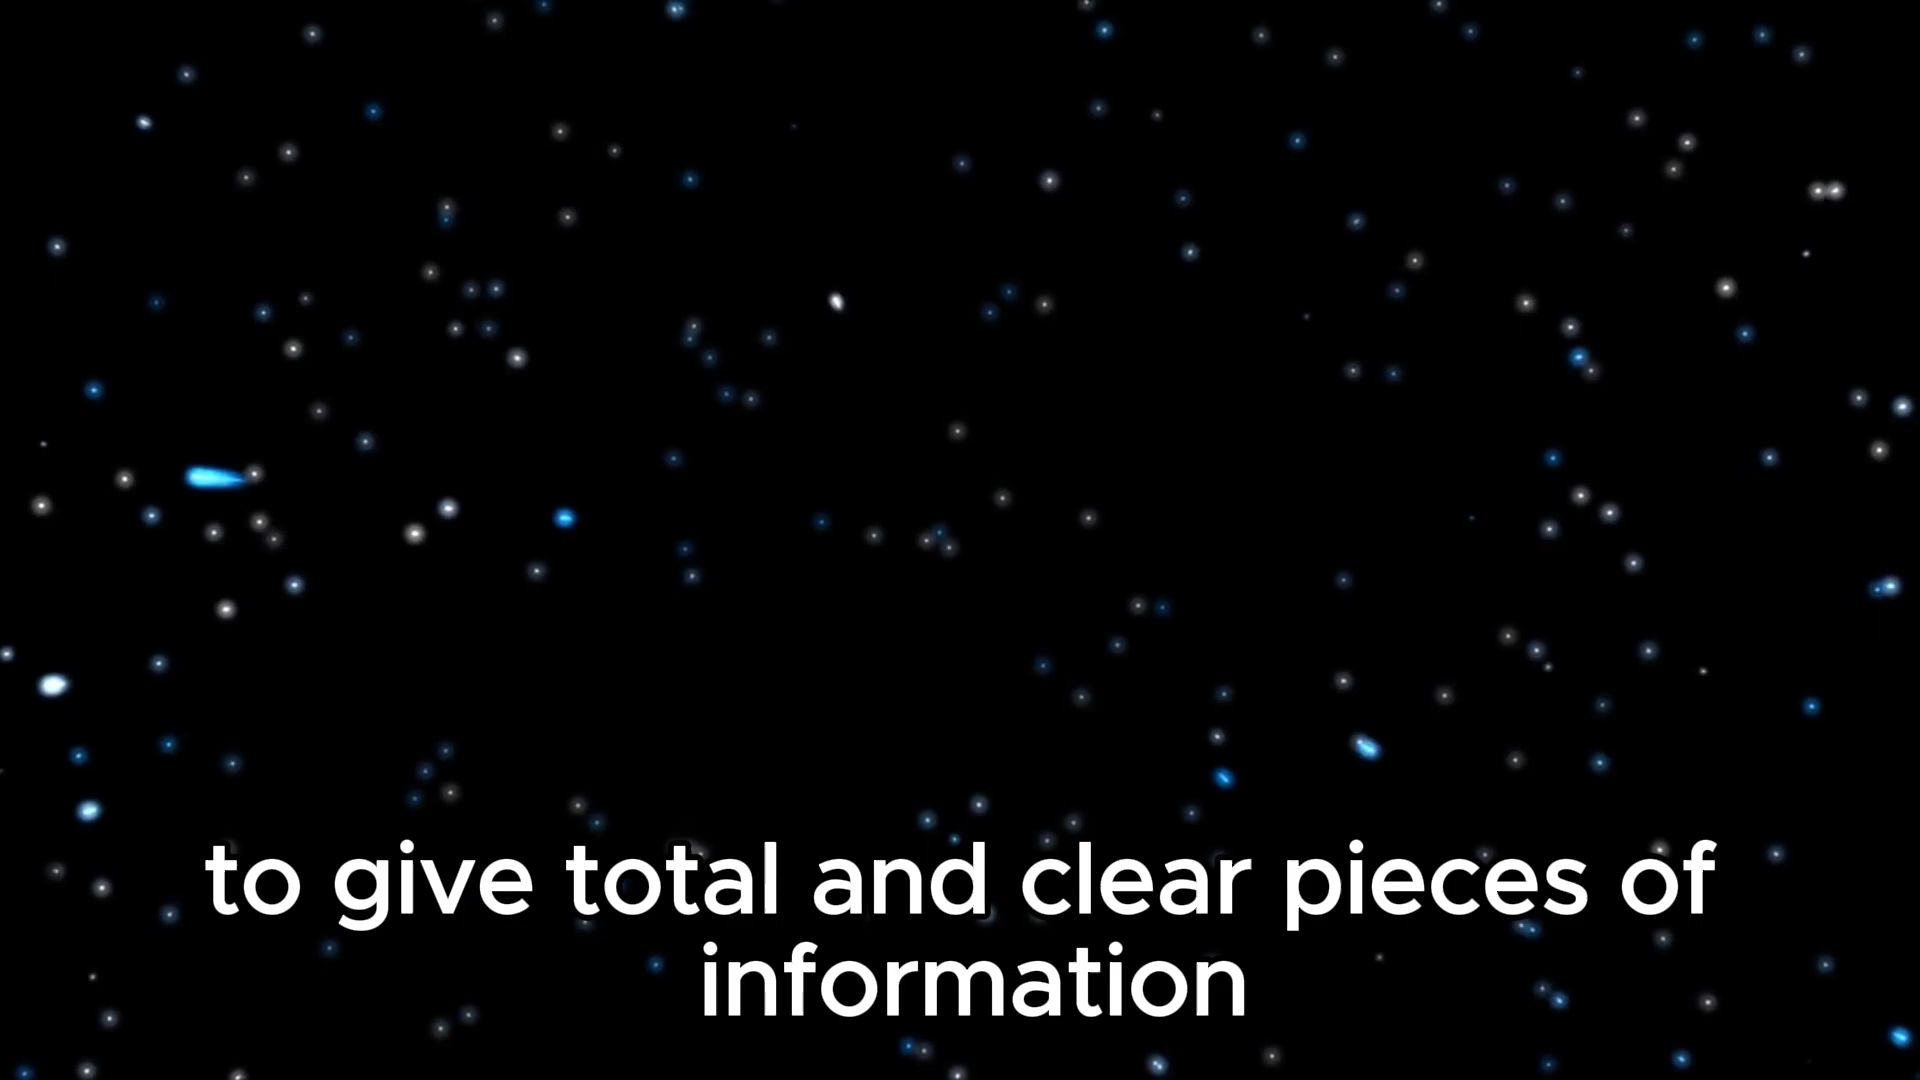 to give total and clear pieces of
information